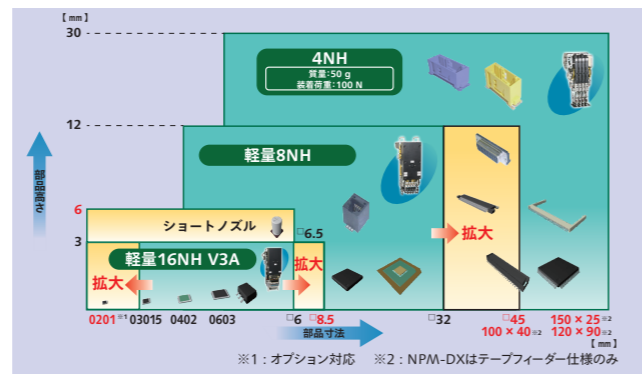 【 mm 】
30
4NH
質量：50 g
装着荷重：100 N
12
軽量8NH
部品高さ
6
ショートノズル
□6.5
拡大
3
軽量16NH V3A
拡大
拡大
0201※1 03015 0402 0603 □6 □8.5 □32 □45 150 × 25※2
部品寸法 100 × 40※2 120 × 90※2
【 mm 】
※1：オプション対応 ※2：NPM-DXはテープフィーダー仕様のみ